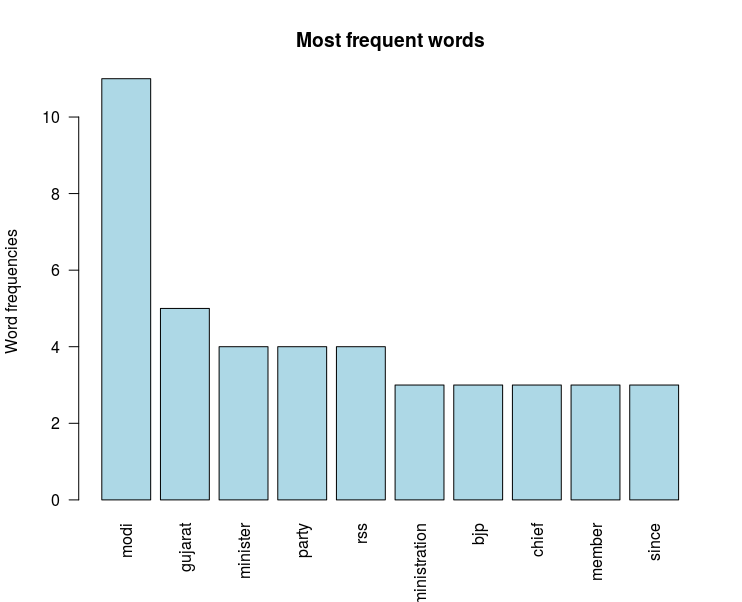 Most frequent words
Word frequencies
10
8
6
4
2
0
modi
gujarat
minister
party
rss
ministration
bjp
chief
member
since